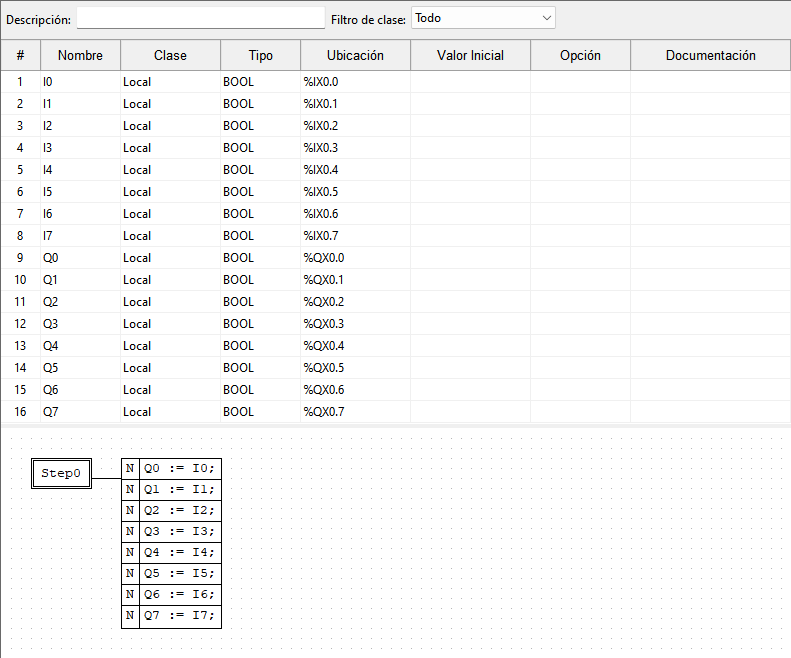 Descripción: Filtro de clase: Todo
# Nombre Clase Tipo Ubicación Valor Inicial Opción Documentación
1 I0 Local BOOL %IX0.0
2 I1 Local BOOL %IX0.1
3 I2 Local BOOL %IX0.2
4 I3 Local BOOL %IX0.3
5 I4 Local BOOL %IX0.4
6 I5 Local BOOL %IX0.5
7 I6 Local BOOL %IX0.6
8 I7 Local BOOL %IX0.7
9 Q0 Local BOOL %QX0.0
10 Q1 Local BOOL %QX0.1
11 Q2 Local BOOL %QX0.2
12 Q3 Local BOOL %QX0.3
13 Q4 Local BOOL %QX0.4
14 Q5 Local BOOL %QX0.5
15 Q6 Local BOOL %QX0.6
16 Q7 Local BOOL %QX0.7
Step0 N Q0 := I0;
N Q1 := I1;
N Q2 := I2;
N Q3 := I3;
N Q4 := I4;
N Q5 := I5;
N Q6 := I6;
N Q7 := I7;